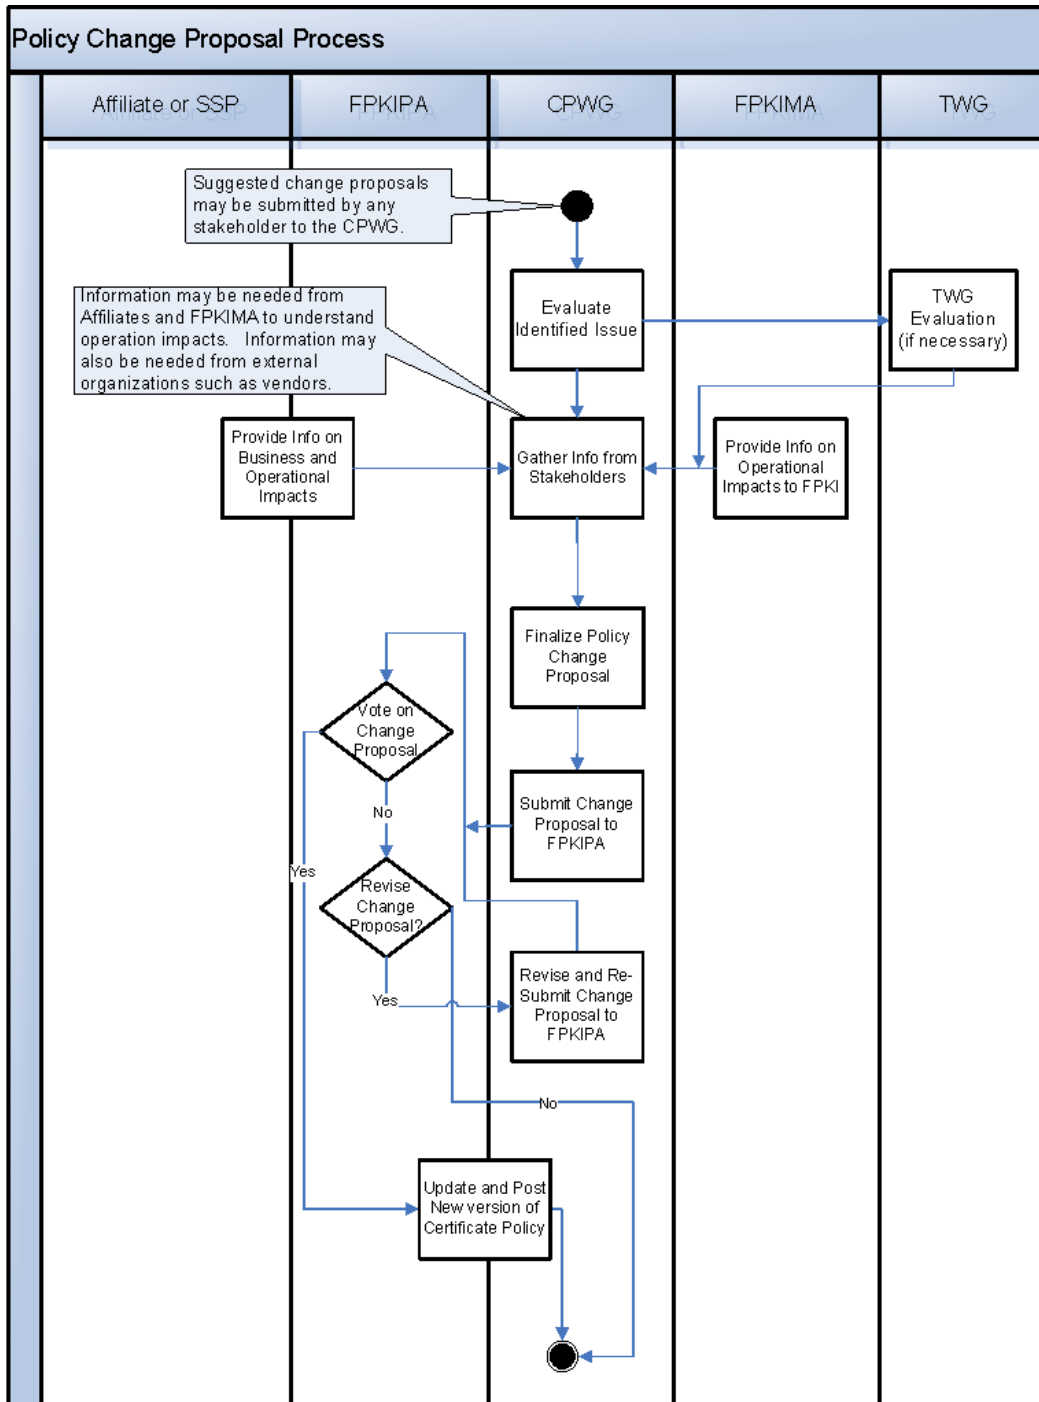 Policy Change Proposal Process
Affiliate or SSP
FPKIPA
CPWG
FPKIMA
TWG
Suggested change proposals
may be submitted by any
stakeholder to the CPWG.
Information may be needed from
Affiliates and FPKIMA to understand
operation impacts. Information may
also be needed from external
organizations such as vendors.
Evaluate
Identified Issue
TWG
Evaluation
(if necessary)
Provide Info on
Business and
Operational
Impacts
Gather Info from
Stakeholders
Provide Info on
Operational
Impacts to FPKI
Finalize Policy
Change
Proposal
Vote on
Change
Proposal
No
Submit Change
Proposal to
FPKIPA
Yes
Revise
Change
Proposal?
Yes
Revise and Re-
Submit Change
Proposal to
FPKIPA
No
Update and Post
New version of
Certificate Policy